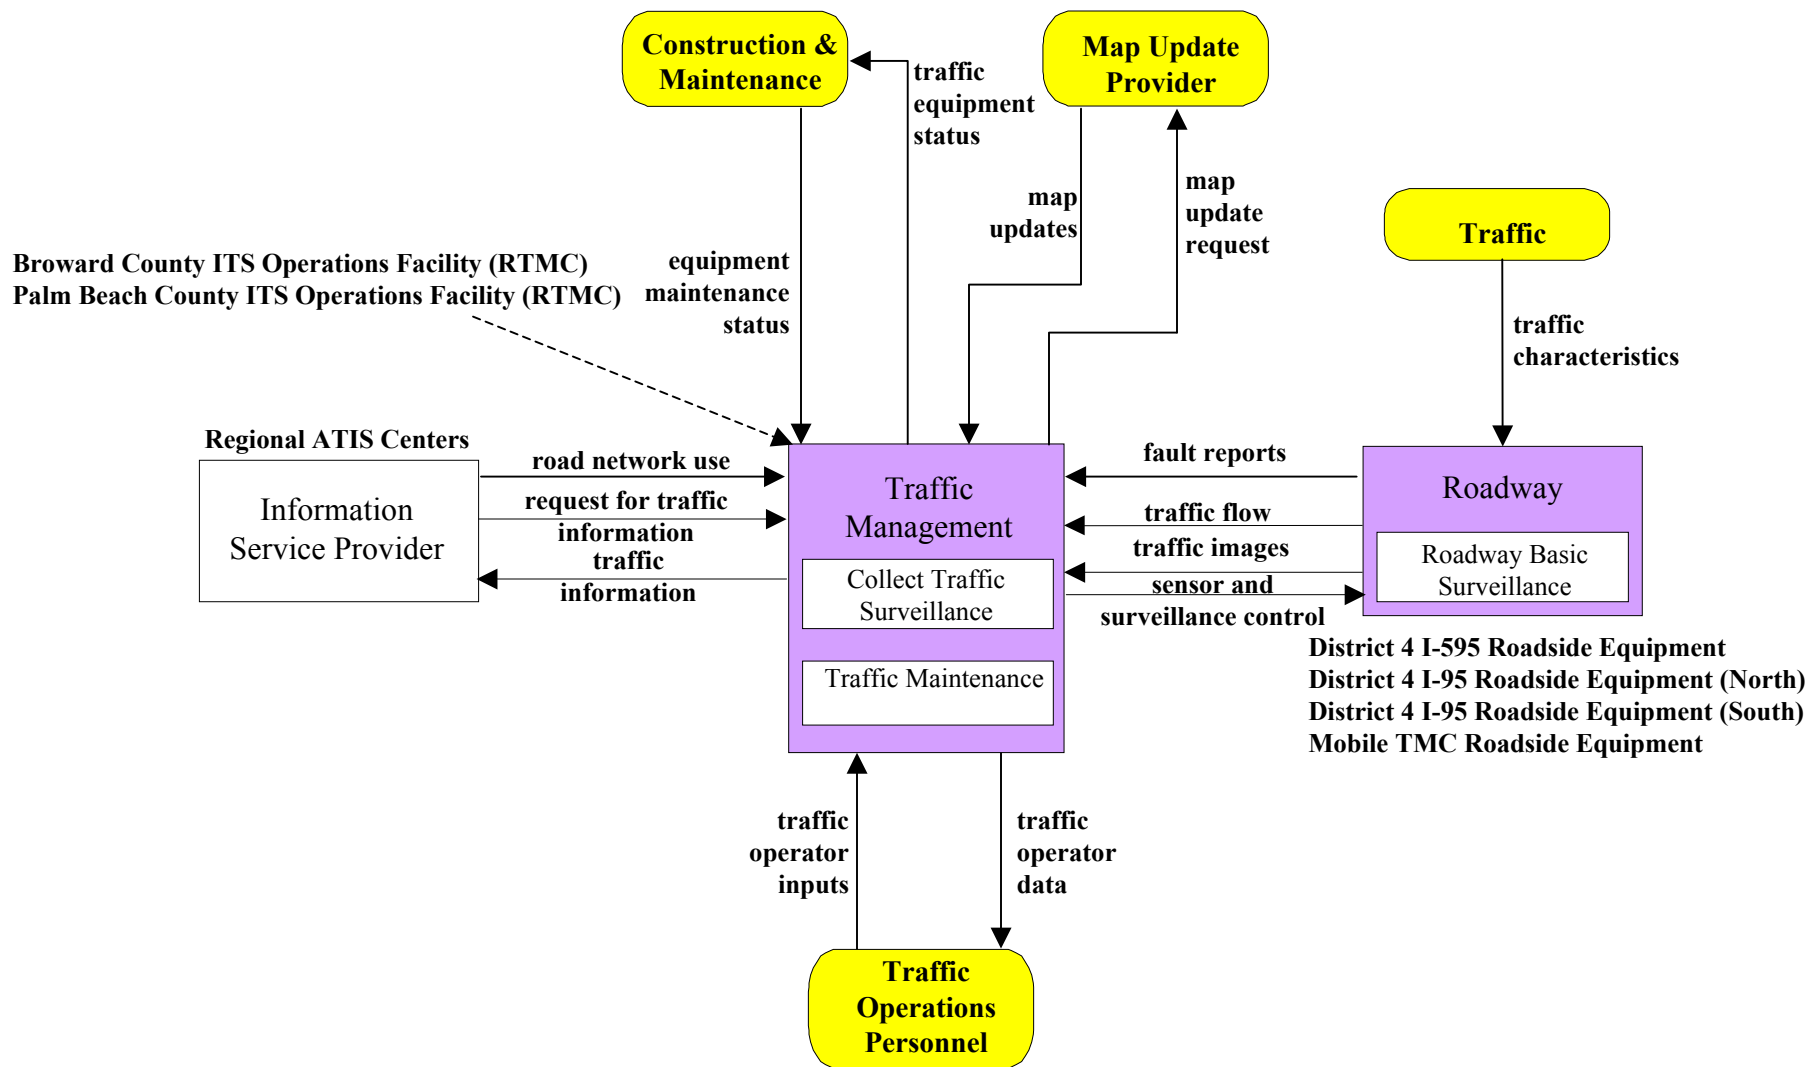 Construction &
Maintenance
Map Update
Provider
traffic
equipment
status
map
updates
map
update
request
Traffic
Broward County ITS Operations Facility (RTMC)
Palm Beach County ITS Operations Facility (RTMC)
equipment
maintenance
status
traffic
characteristics
Regional ATIS Centers
Information
Service Provider
road network use
request for traffic
information
traffic
information
Traffic
Management
Collect Traffic
Surveillance
Traffic Maintenance
fault reports
traffic flow
traffic images
sensor and
surveillance control
Roadway
Roadway Basic
Surveillance
District 4 I-595 Roadside Equipment
District 4 I-95 Roadside Equipment (North)
District 4 I-95 Roadside Equipment (South)
Mobile TMC Roadside Equipment
traffic
operator
inputs
traffic
operator
data
Traffic
Operations
Personnel